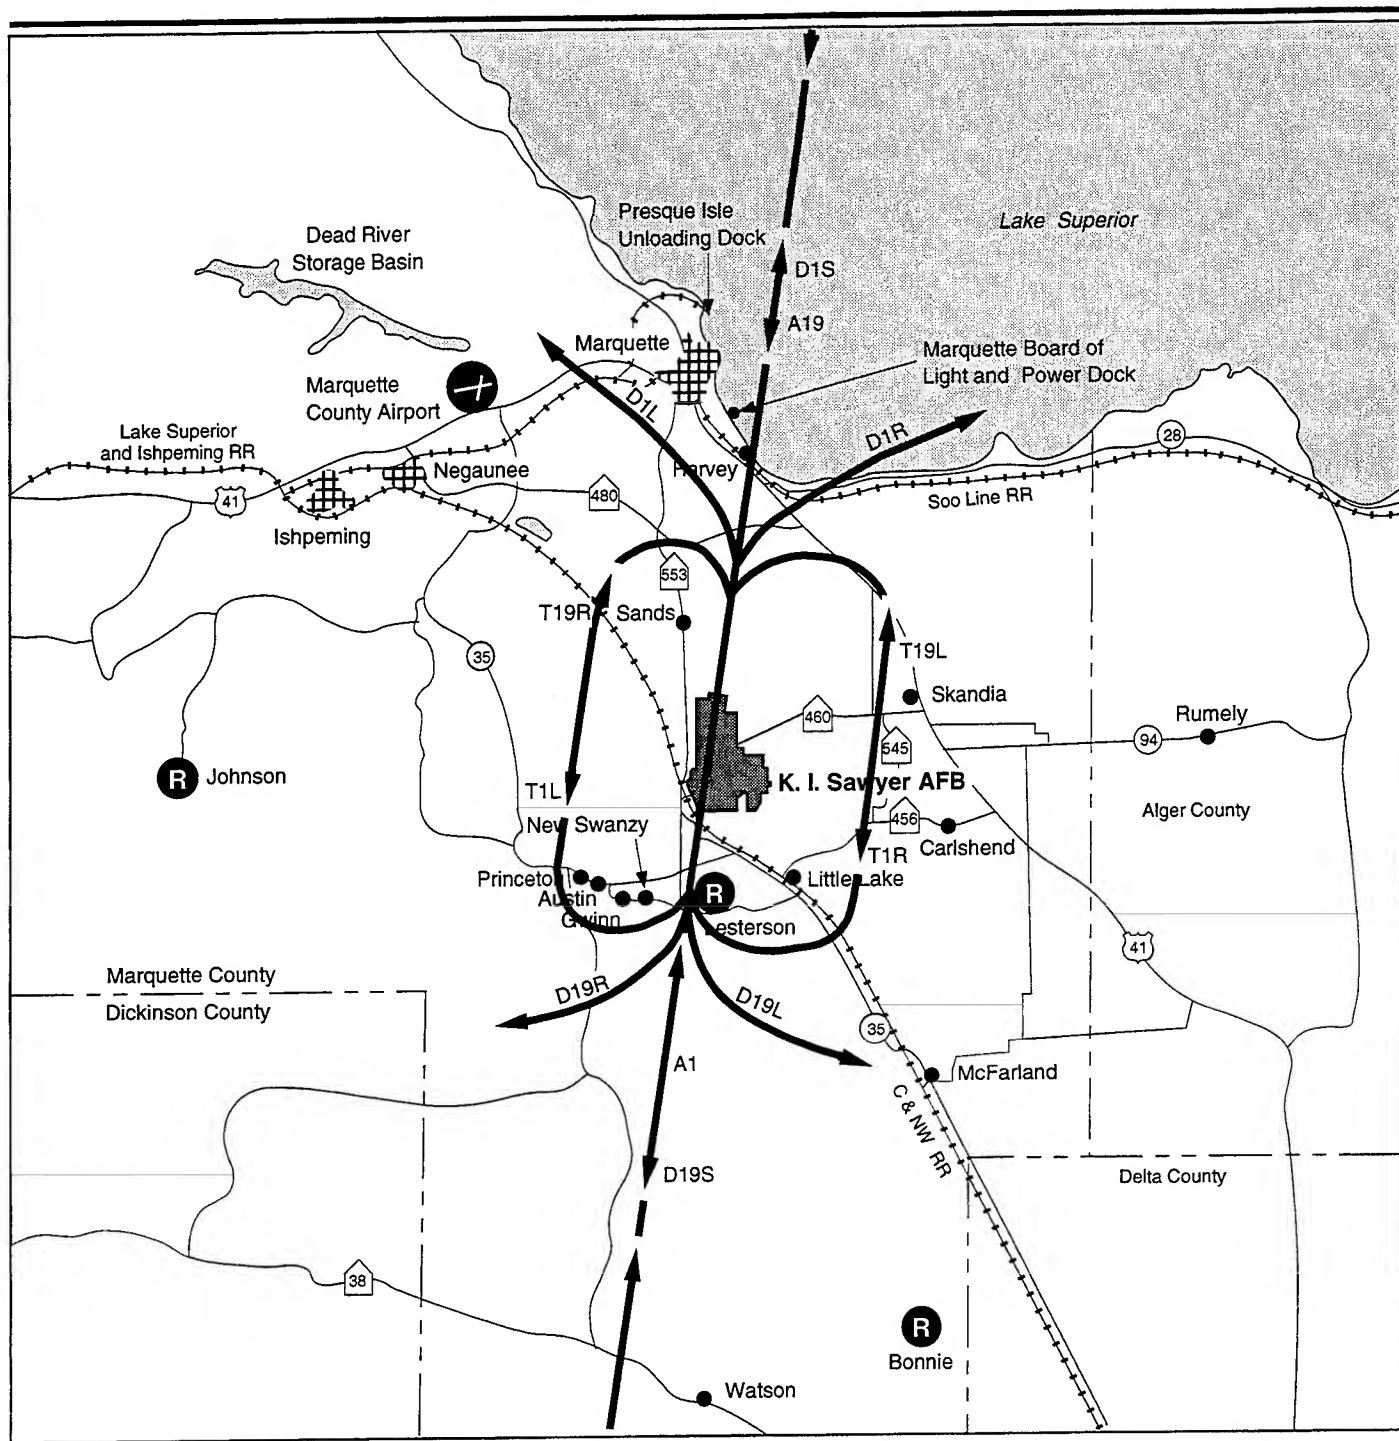 Lake Superior
Presque Isle
Unloading Dock
Dead River
Storage Basin
D1S
A19
Marquette
Marquette Board of
Light and Power Dock
Marquette
County Airport
D1L
D1R
28
Lake Superior
and Ishpeming RR
Negaunee
Harvey
41
480
Soo Line RR
Ishpeming
553
T19R
Sands
35
T19L
Skandia
460
Rumely
94
545
R
Johnson
K. I. Sawyer AFB
T1L
New Swanzy
456
Alger County
T1R
Carlshend
Princeton
Little Lake
R
Austin
Gwinn
Lesterson
41
Marquette County
D19R
D19L
Dickinson County
35
A1
McFarland
C & NW RR
D19S
Delta County
38
R
Bonnie
Watson